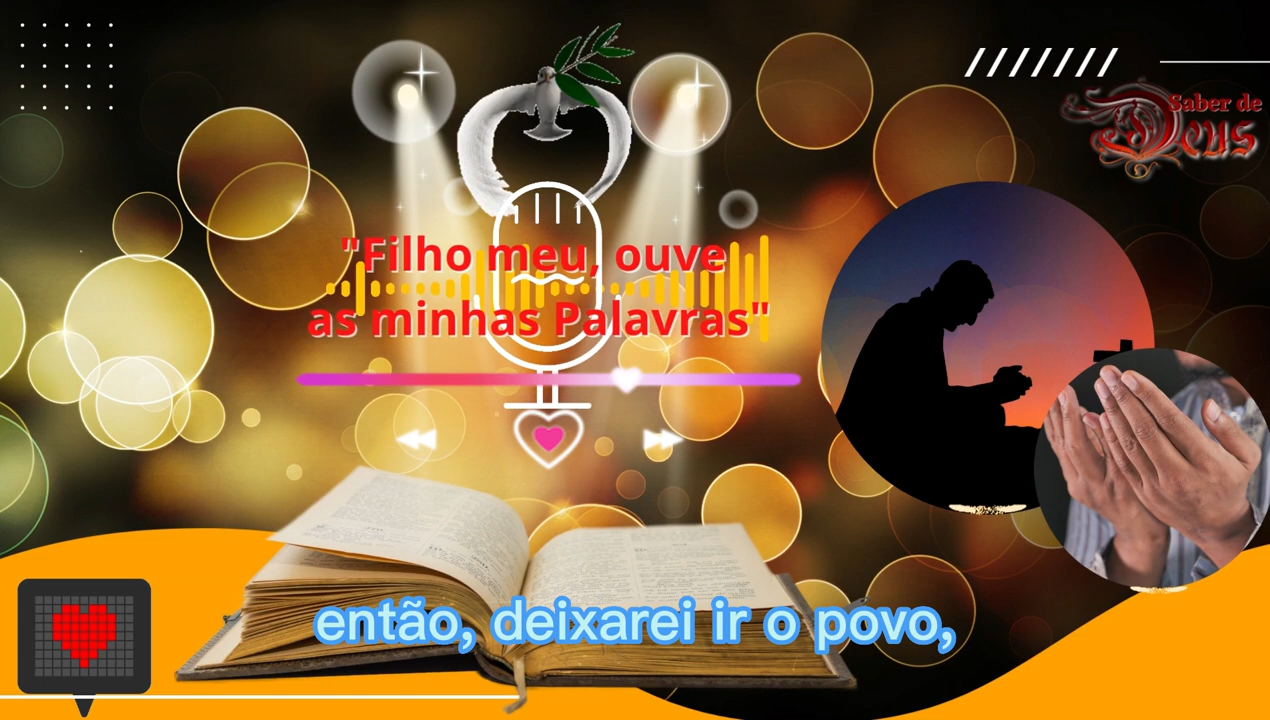 Saber de
Deus
"Filho meu, ouve
as minhas Palavras"
então, deixarei ir o povo,